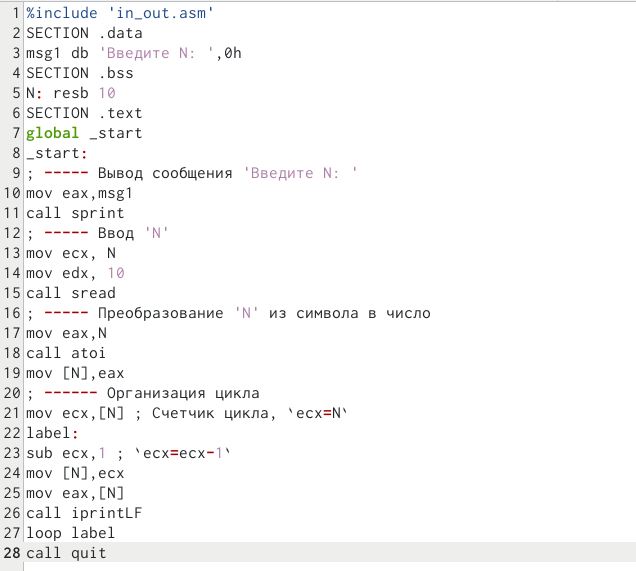 1 %include 'in_out.asm'
2 SECTION .data
3 msg1 db 'Введите N: ',0h
4 SECTION .bss
5 N: resb 10
6 SECTION .text
7 global _start
8 _start:
9 ; ----- Вывод сообщения 'Введите N: '
10 mov eax,msg1
11 call sprint
12 ; ----- Ввод 'N'
13 mov ecx, N
14 mov edx, 10
15 call sread
16 ; ----- Преобразование 'N' из символа в число
17 mov eax,N
18 call atoi
19 mov [N],eax
20 ; ------ Организация цикла
21 mov ecx,[N] ; Счетчик цикла, `ecx=N`
22 label:
23 sub ecx,1 ; `ecx=ecx-1`
24 mov [N],ecx
25 mov eax,[N]
26 call iprintLF
27 loop label
28 call quit